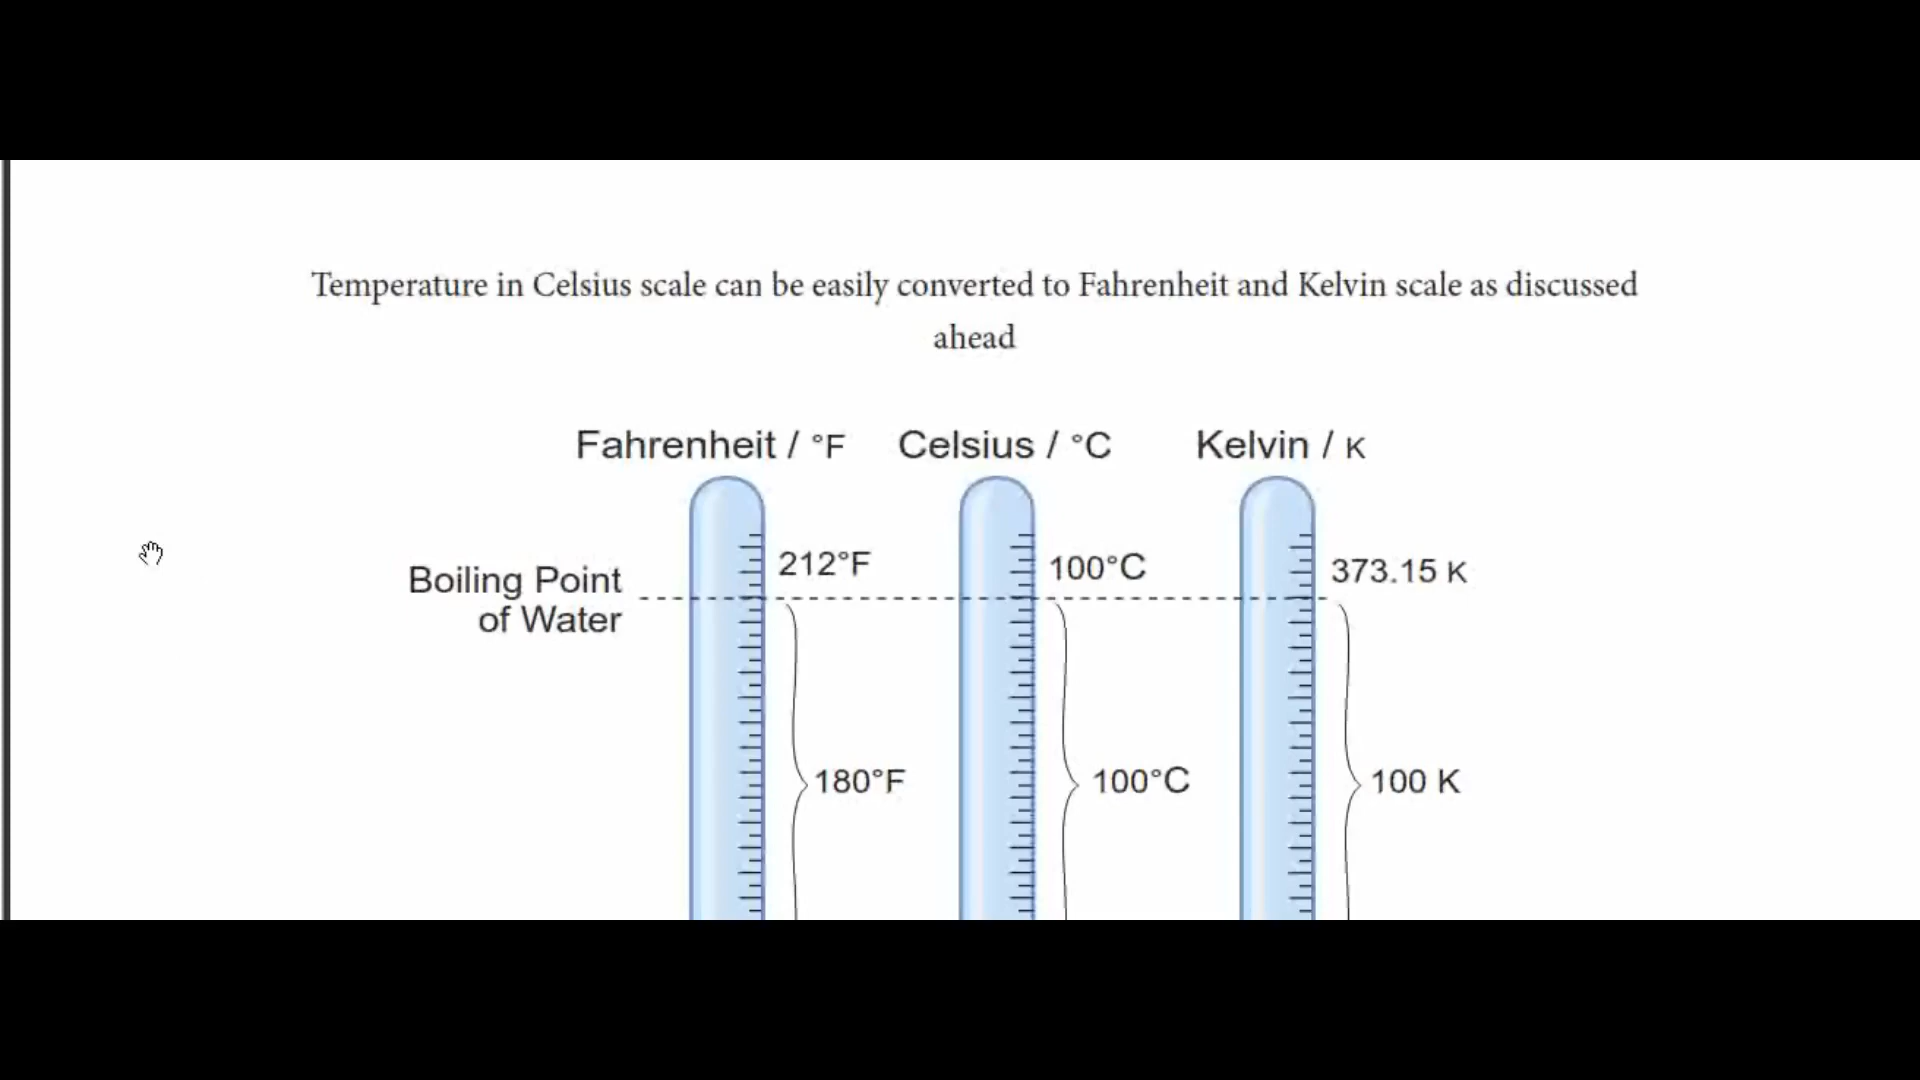 Temperature in Celsius scale can be easily converted to Fahrenheit and Kelvin scale as discussed
ahead
Fahrenheit / °F Celsius / °C Kelvin / K
212°F 100°C 373.15 K
Boiling Point
of Water
180°F 100°C 100 K